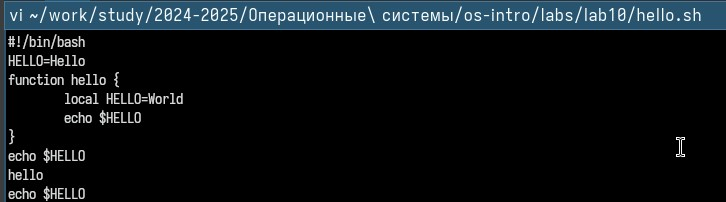 vi ~/work/study/2024-2025/Операционные\ системы/os-intro/labs/lab10/hello.sh
#!/bin/bash
HELLO=Hello
function hello {
        local HELLO=World
        echo $HELLO
}
echo $HELLO
hello
echo $HELLO